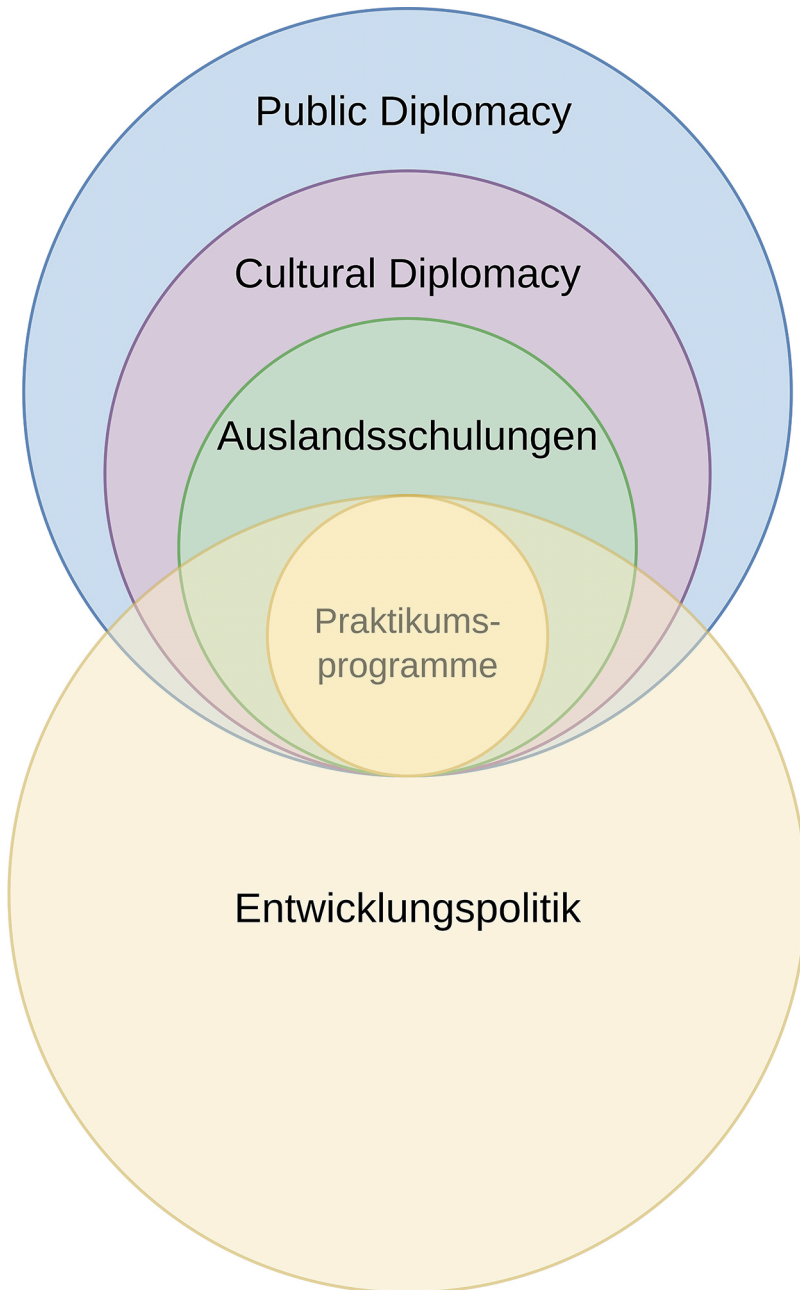 Public Diplomacy
Cultural Diplomacy
Auslandsschulungen
Praktikums-
programme
Entwicklungspolitik